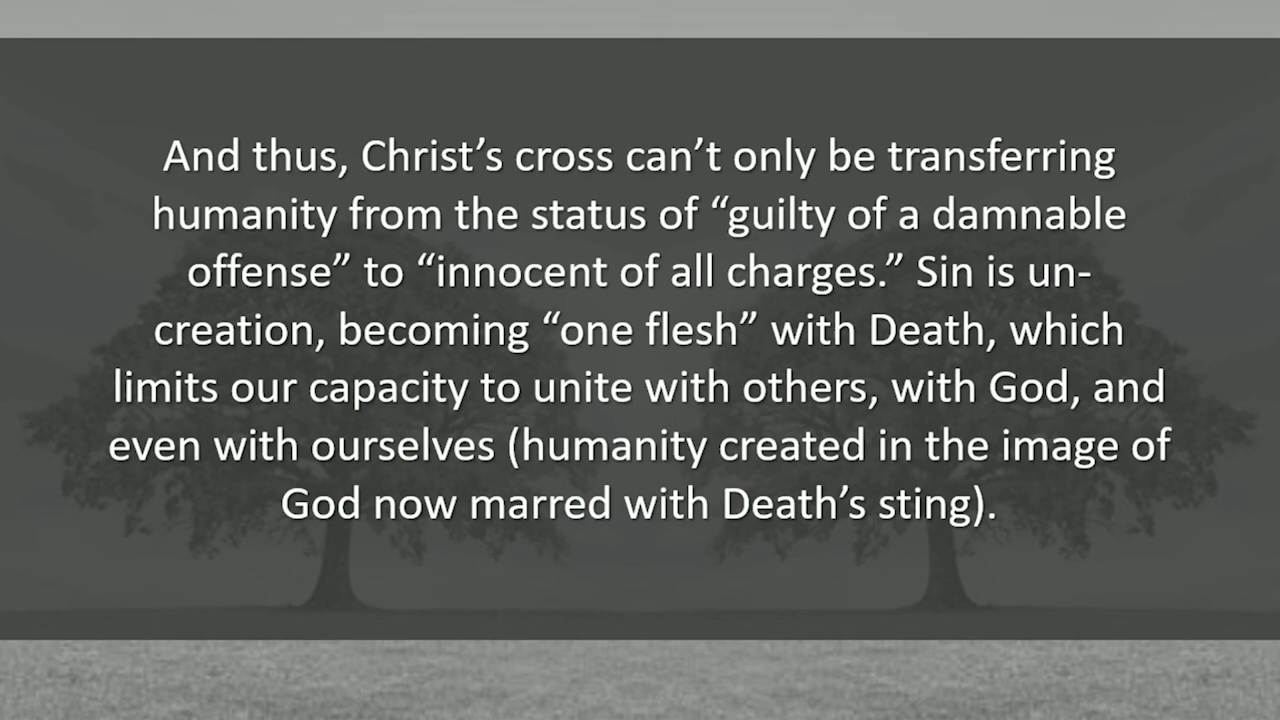 And thus, Christ’s cross can’t only be transferring
humanity from the status of “guilty of a damnable
offense” to “innocent of all charges.” Sin is un-
creation, becoming “one flesh” with Death, which
limits our capacity to unite with others, with God, and
even with ourselves (humanity created in the image of
God now marred with Death’s sting).